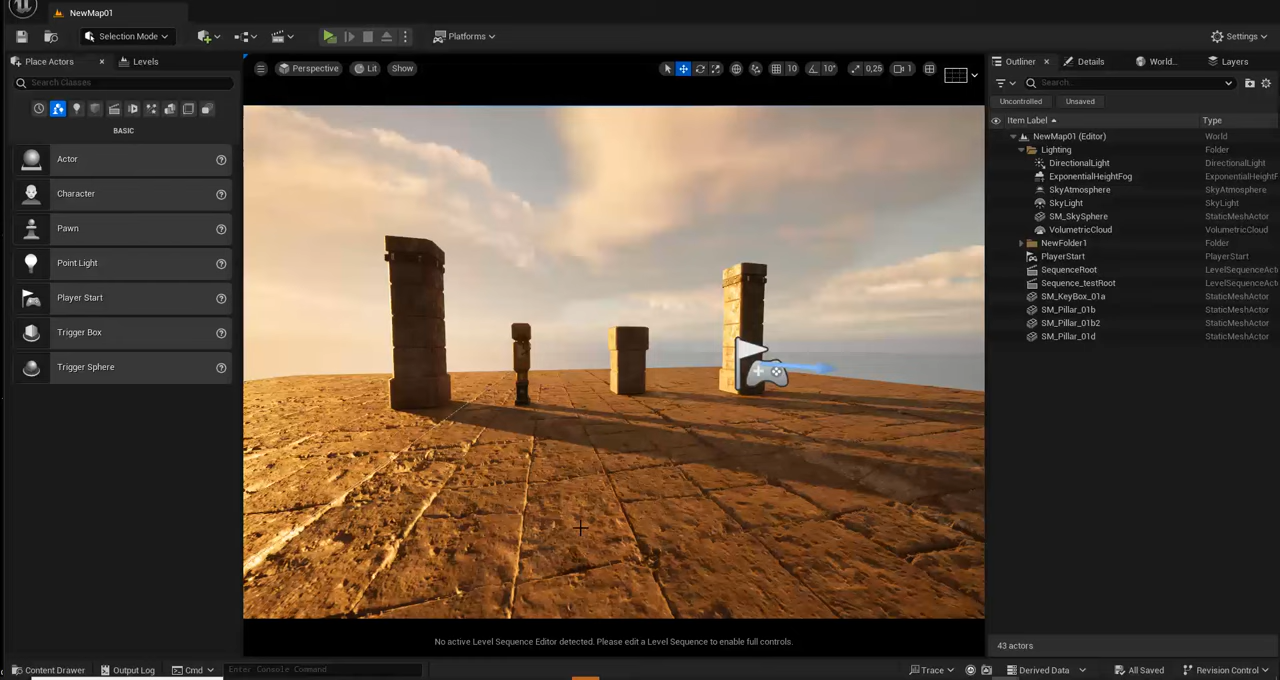 NewMap01
Selection Mode
Platforms
Settings
Place Actors
Levels
Perspective
Lit
Show
10
10°
0,25
1
Outliner
Details
World...
Layers
Search Classes
Search...
Uncontrolled
Unsaved
BASIC
Item Label
Type
Actor
Character
Pawn
Point Light
Player Start
Trigger Box
Trigger Sphere
NewMap01 (Editor) World
Lighting Folder
DirectionalLight DirectionalLight
ExponentialHeightFog ExponentialHeightF
SkyAtmosphere SkyAtmosphere
SkyLight SkyLight
SM_SkySphere StaticMeshActor
VolumetricCloud VolumetricCloud
NewFolder1 Folder
PlayerStart PlayerStart
SequenceRoot LevelSequenceAct
Sequence_testRoot LevelSequenceAct
SM_KeyBox_01a StaticMeshActor
SM_Pillar_01b StaticMeshActor
SM_Pillar_01b2 StaticMeshActor
SM_Pillar_01d StaticMeshActor
No active Level Sequence Editor detected. Please edit a Level Sequence to enable full controls.
43 actors
Content Drawer
Output Log
Cmd
Enter Console Command
Trace
Derived Data
All Saved
Revision Control